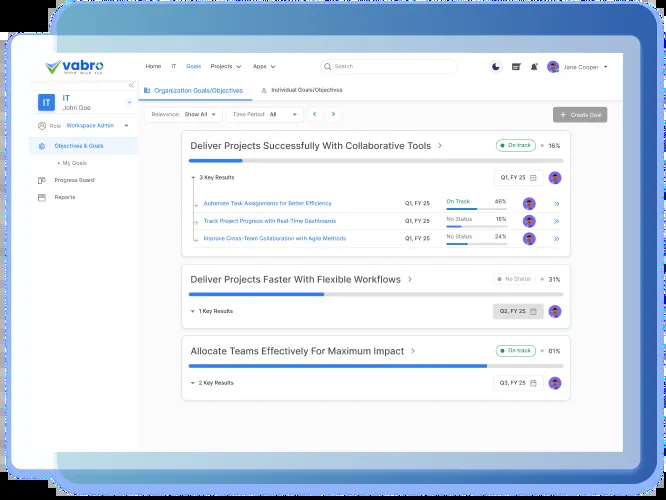 vabro
Home IT Goals Projects Apps Search Jane Cooper
IT
John Doe
Organization Goals/Objectives Individual Goals/Objectives
Relevance: Show All Time Period: All Create Goal
Role Workspace Admin
Objectives & Goals
• My Goals
Progress Board
Reports
Deliver Projects Successfully With Collaborative Tools On track 16%
3 Key Results Q1, FY 25
Automate Task Assignments for Better Efficiency Q1, FY 25 On Track 46%
Track Project Progress with Real-Time Dashboards Q1, FY 25 No Status 16%
Improve Cross-Team Collaboration with Agile Methods Q1, FY 25 No Status 24%
Deliver Projects Faster With Flexible Workflows No Status 31%
1 Key Results Q2, FY 25
Allocate Teams Effectively For Maximum Impact On track 61%
2 Key Results Q3, FY 25